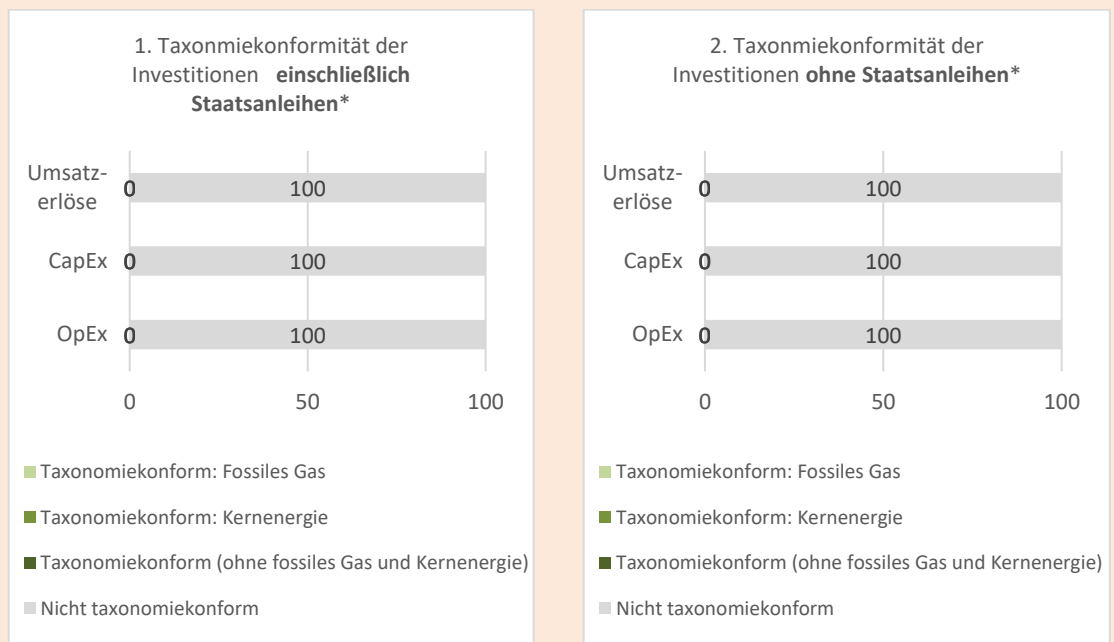 1. Taxonmiekonformität der
Investitionen einschließlich
Staatsanleihen*
Umsatz-
erlöse
0
100
CapEx
0
100
OpEx
0
100
0
50
100
Taxonomiekonform: Fossiles Gas
Taxonomiekonform: Kernenergie
Taxonomiekonform (ohne fossiles Gas und Kernenergie)
Nicht taxonomiekonform
2. Taxonmiekonformität der
Investitionen ohne Staatsanleihen*
Umsatz-
erlöse
0
100
CapEx
0
100
OpEx
0
100
0
50
100
Taxonomiekonform: Fossiles Gas
Taxonomiekonform: Kernenergie
Taxonomiekonform (ohne fossiles Gas und Kernenergie)
Nicht taxonomiekonform